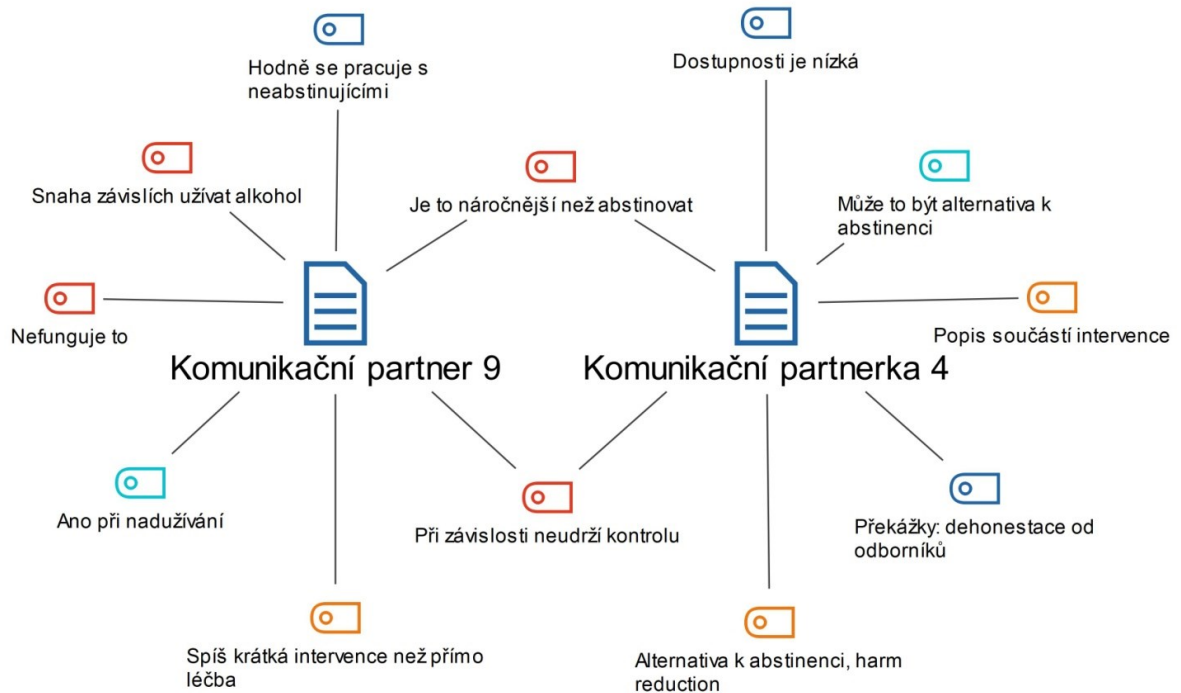 Hodně se pracuje s
neabstinujícími
Dostupnosti je nízká
Snaha závislích užívat alkohol
Je to náročnější než abstinovat
Může to být alternativa k
abstinenci
Nefunguje to
Popis součástí intervence
Komunikační partner 9
Komunikační partnerka 4
Ano při nadužívání
Při závislosti neudrží kontrolu
Překážky: dehonestace od
odborníků
Spíš krátká intervence než přímo
léčba
Alternativa k abstinenci, harm
reduction